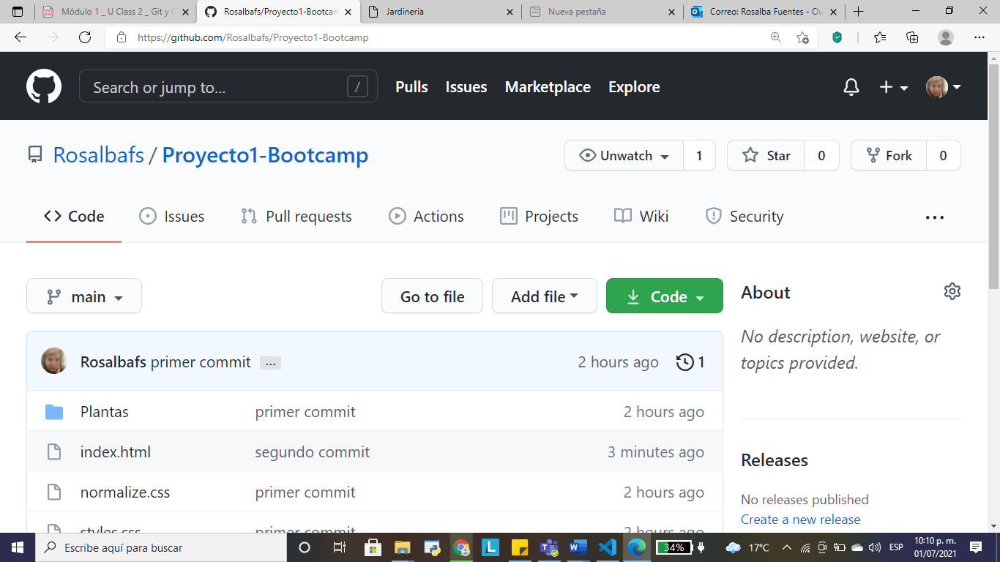 Módulo 1 _ U Class 2 _ Git y G
Rosalbafs/Proyecto1-Bootcam
Jardineria
Nueva pestaña
Correo: Rosalba Fuentes - Ou
https://github.com/Rosalbafs/Proyecto1-Bootcamp
Search or jump to...
/
Pulls
Issues
Marketplace
Explore
Rosalbafs / Proyecto1-Bootcamp
Unwatch
1
Star
0
Fork
0
Code
Issues
Pull requests
Actions
Projects
Wiki
Security
main
Go to file
Add file
Code
About
No description, website, or
topics provided.
Rosalbafs primer commit ...
2 hours ago
1
Plantas
primer commit
2 hours ago
index.html
segundo commit
3 minutes ago
normalize.css
primer commit
2 hours ago
styles.css
primer commit
2 hours ago
Releases
No releases published
Create a new release
Escribe aquí para buscar
34%
17°C
ESP
10:10 p. m.
01/07/2021